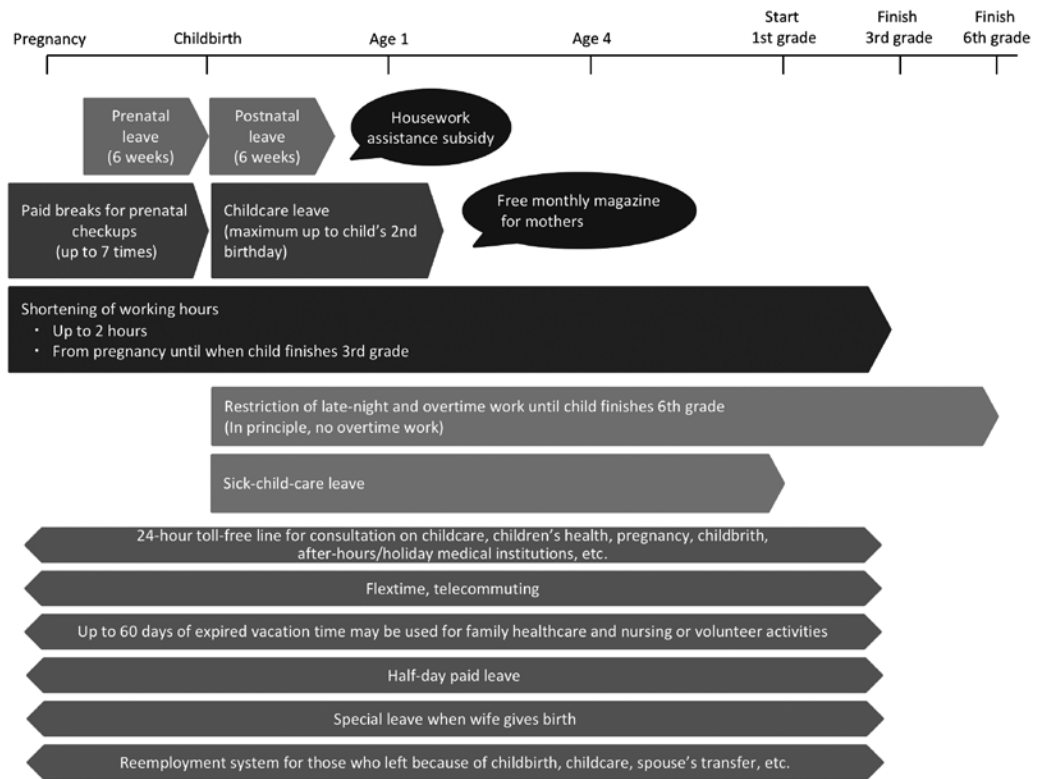 Pregnancy
Childbirth
Age 1
Age 4
Start
1st grade
Finish
3rd grade
Finish
6th grade
Prenatal
leave
(6 weeks)
Postnatal
leave
(6 weeks)
Housework
assistance subsidy
Paid breaks for prenatal
checkups
(up to 7 times)
Childcare leave
(maximum up to child's 2nd
birthday)
Free monthly magazine
for mothers
Shortening of working hours
・ Up to 2 hours
・ From pregnancy until when child finishes 3rd grade
Restriction of late-night and overtime work until child finishes 6th grade
(In principle, no overtime work)
Sick-child-care leave
24-hour toll-free line for consultation on childcare, children's health, pregnancy, childbrith,
after-hours/holiday medical institutions, etc.
Flextime, telecommuting
Up to 60 days of expired vacation time may be used for family healthcare and nursing or volunteer activities
Half-day paid leave
Special leave when wife gives birth
Reemployment system for those who left because of childbirth, childcare, spouse's transfer, etc.